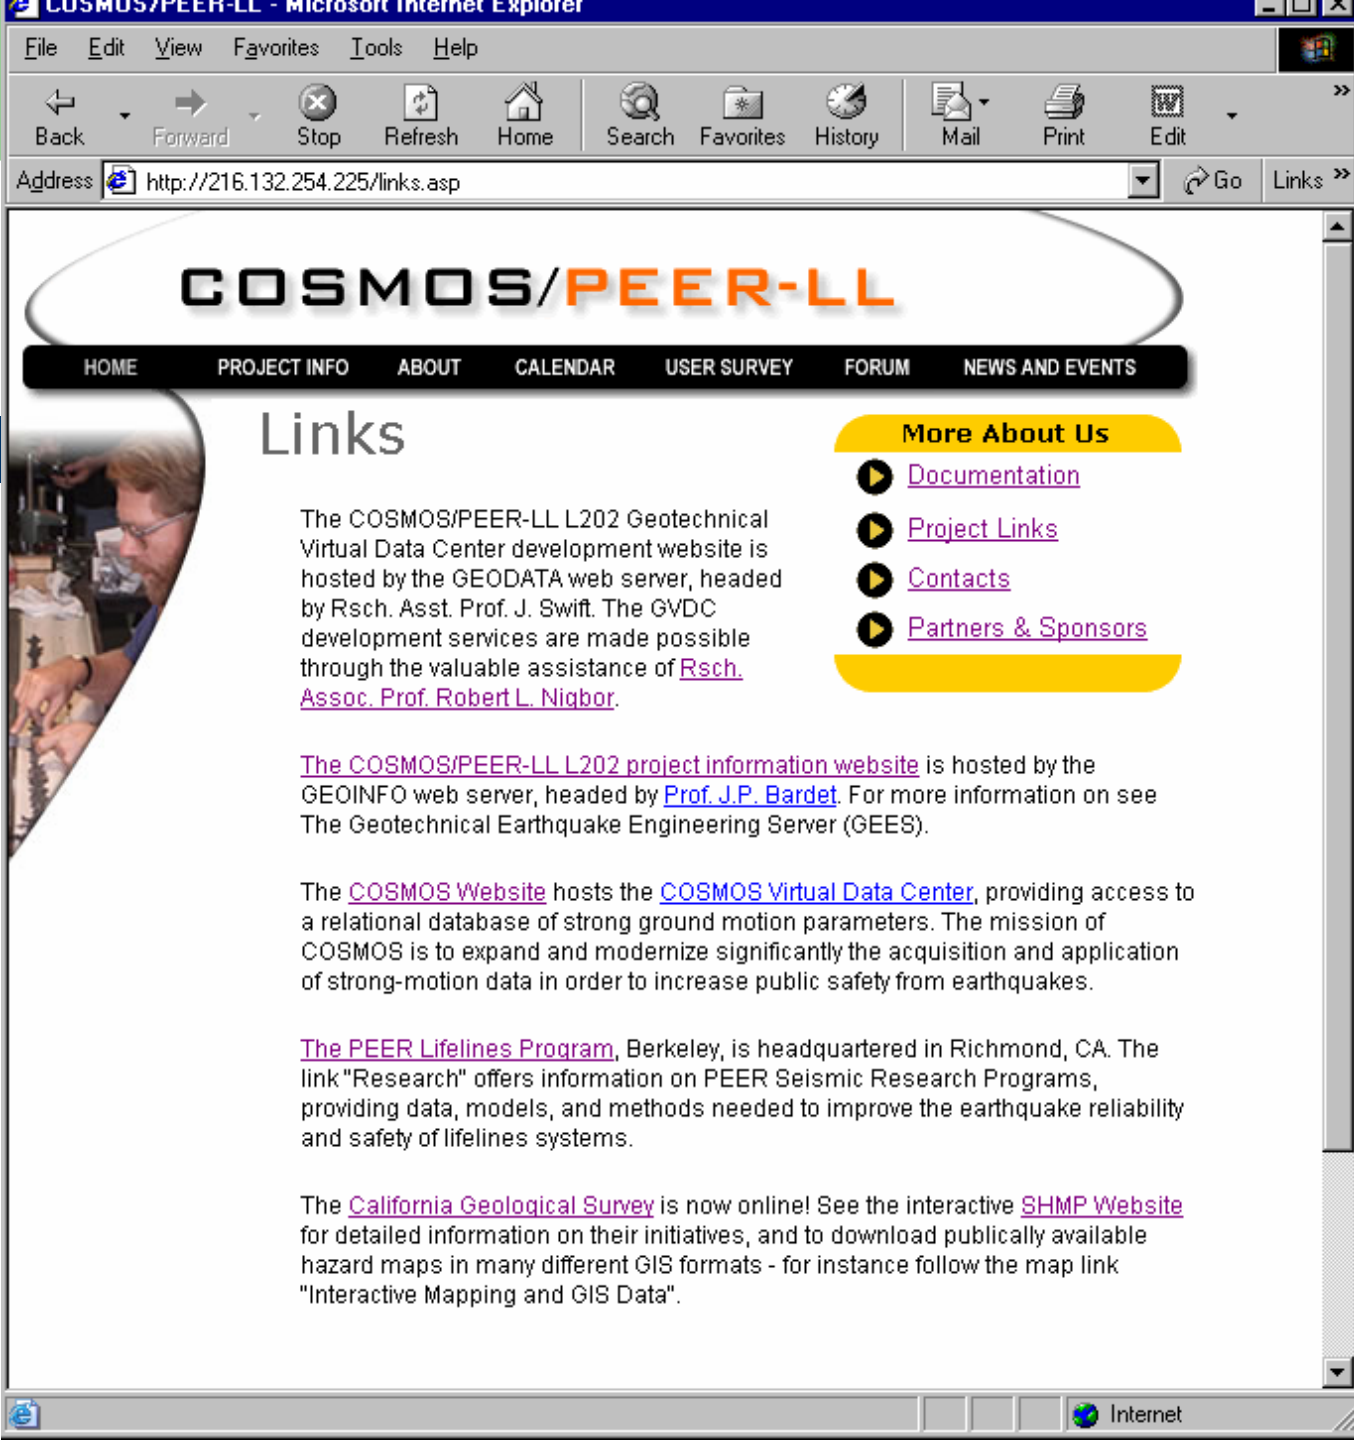 COSMOS/PEER-LL - Microsoft Internet Explorer
File Edit View Favorites Tools Help
Back Forward Stop Refresh Home Search Favorites History Mail Print Edit »
Address http://216.132.254.225/links.asp Go Links »
COSMOS/PEER-LL
HOME PROJECT INFO ABOUT CALENDAR USER SURVEY FORUM NEWS AND EVENTS
Links
The COSMOS/PEER-LL L202 Geotechnical
Virtual Data Center development website is
hosted by the GEODATA web server, headed
by Rsch. Asst. Prof. J. Swift. The GVDC
development services are made possible
through the valuable assistance of Rsch.
Assoc. Prof. Robert L. Nigbor.
More About Us
Documentation
Project Links
Contacts
Partners & Sponsors
The COSMOS/PEER-LL L202 project information website is hosted by the
GEOINFO web server, headed by Prof. J.P. Bardet. For more information on see
The Geotechnical Earthquake Engineering Server (GEES).
The COSMOS Website hosts the COSMOS Virtual Data Center, providing access to
a relational database of strong ground motion parameters. The mission of
COSMOS is to expand and modernize significantly the acquisition and application
of strong-motion data in order to increase public safety from earthquakes.
The PEER Lifelines Program, Berkeley, is headquartered in Richmond, CA. The
link "Research" offers information on PEER Seismic Research Programs,
providing data, models, and methods needed to improve the earthquake reliability
and safety of lifelines systems.
The California Geological Survey is now online! See the interactive SHMP Website
for detailed information on their initiatives, and to download publically available
hazard maps in many different GIS formats - for instance follow the map link
"Interactive Mapping and GIS Data".
Internet